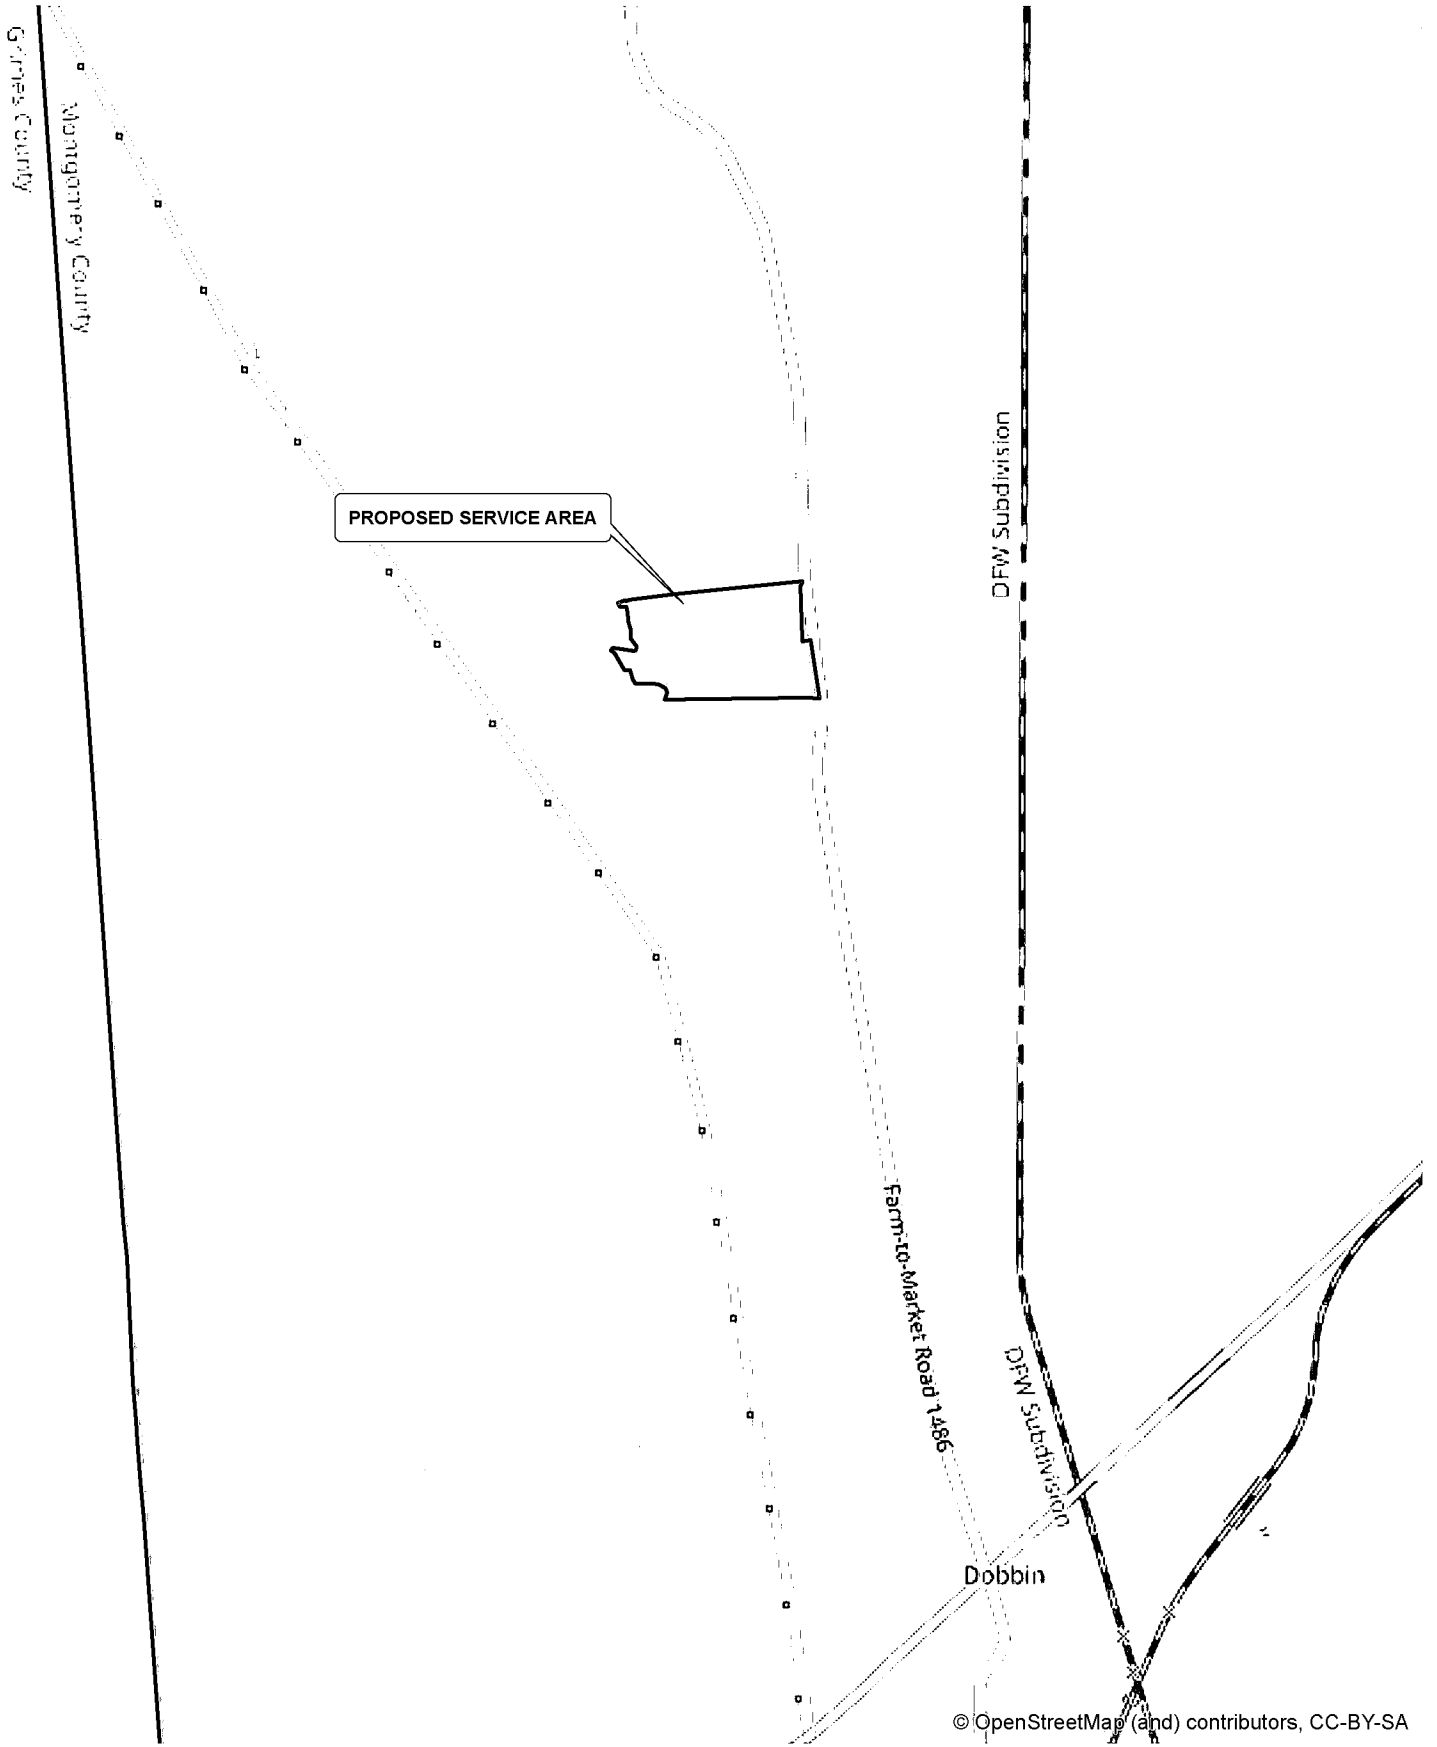 Grimes County
Montgomery County
DFW Subdivision
PROPOSED SERVICE AREA
Farm-to-Market Road 1486
DFW Subdivision
Dobbin
© OpenStreetMap (and) contributors, CC-BY-SA